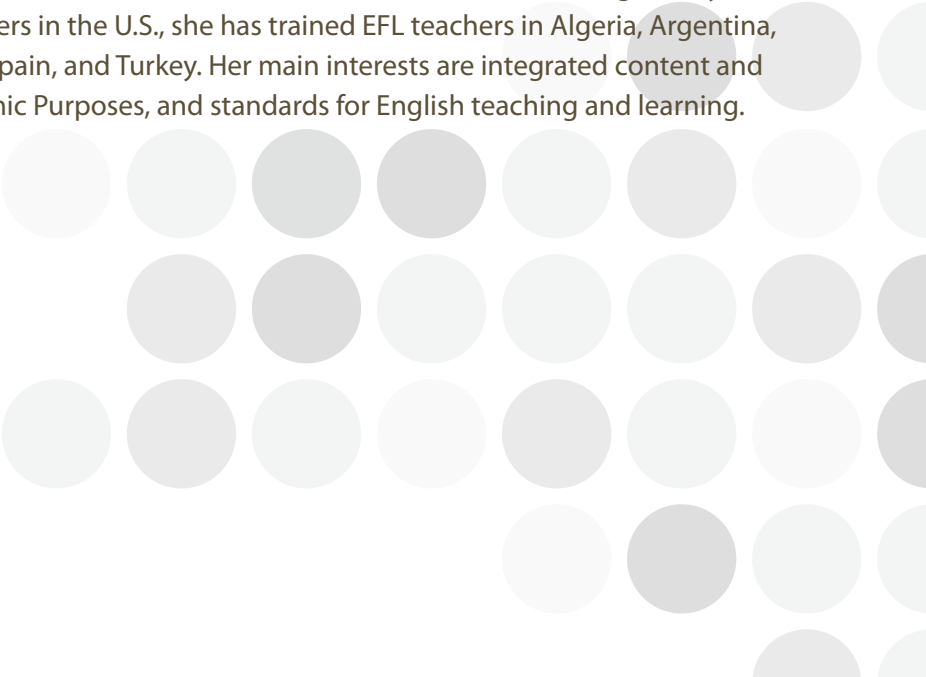 ers in the U.S., she has trained EFL teachers in Algeria, Argentina,
pain, and Turkey. Her main interests are integrated content and
nic Purposes, and standards for English teaching and learning.